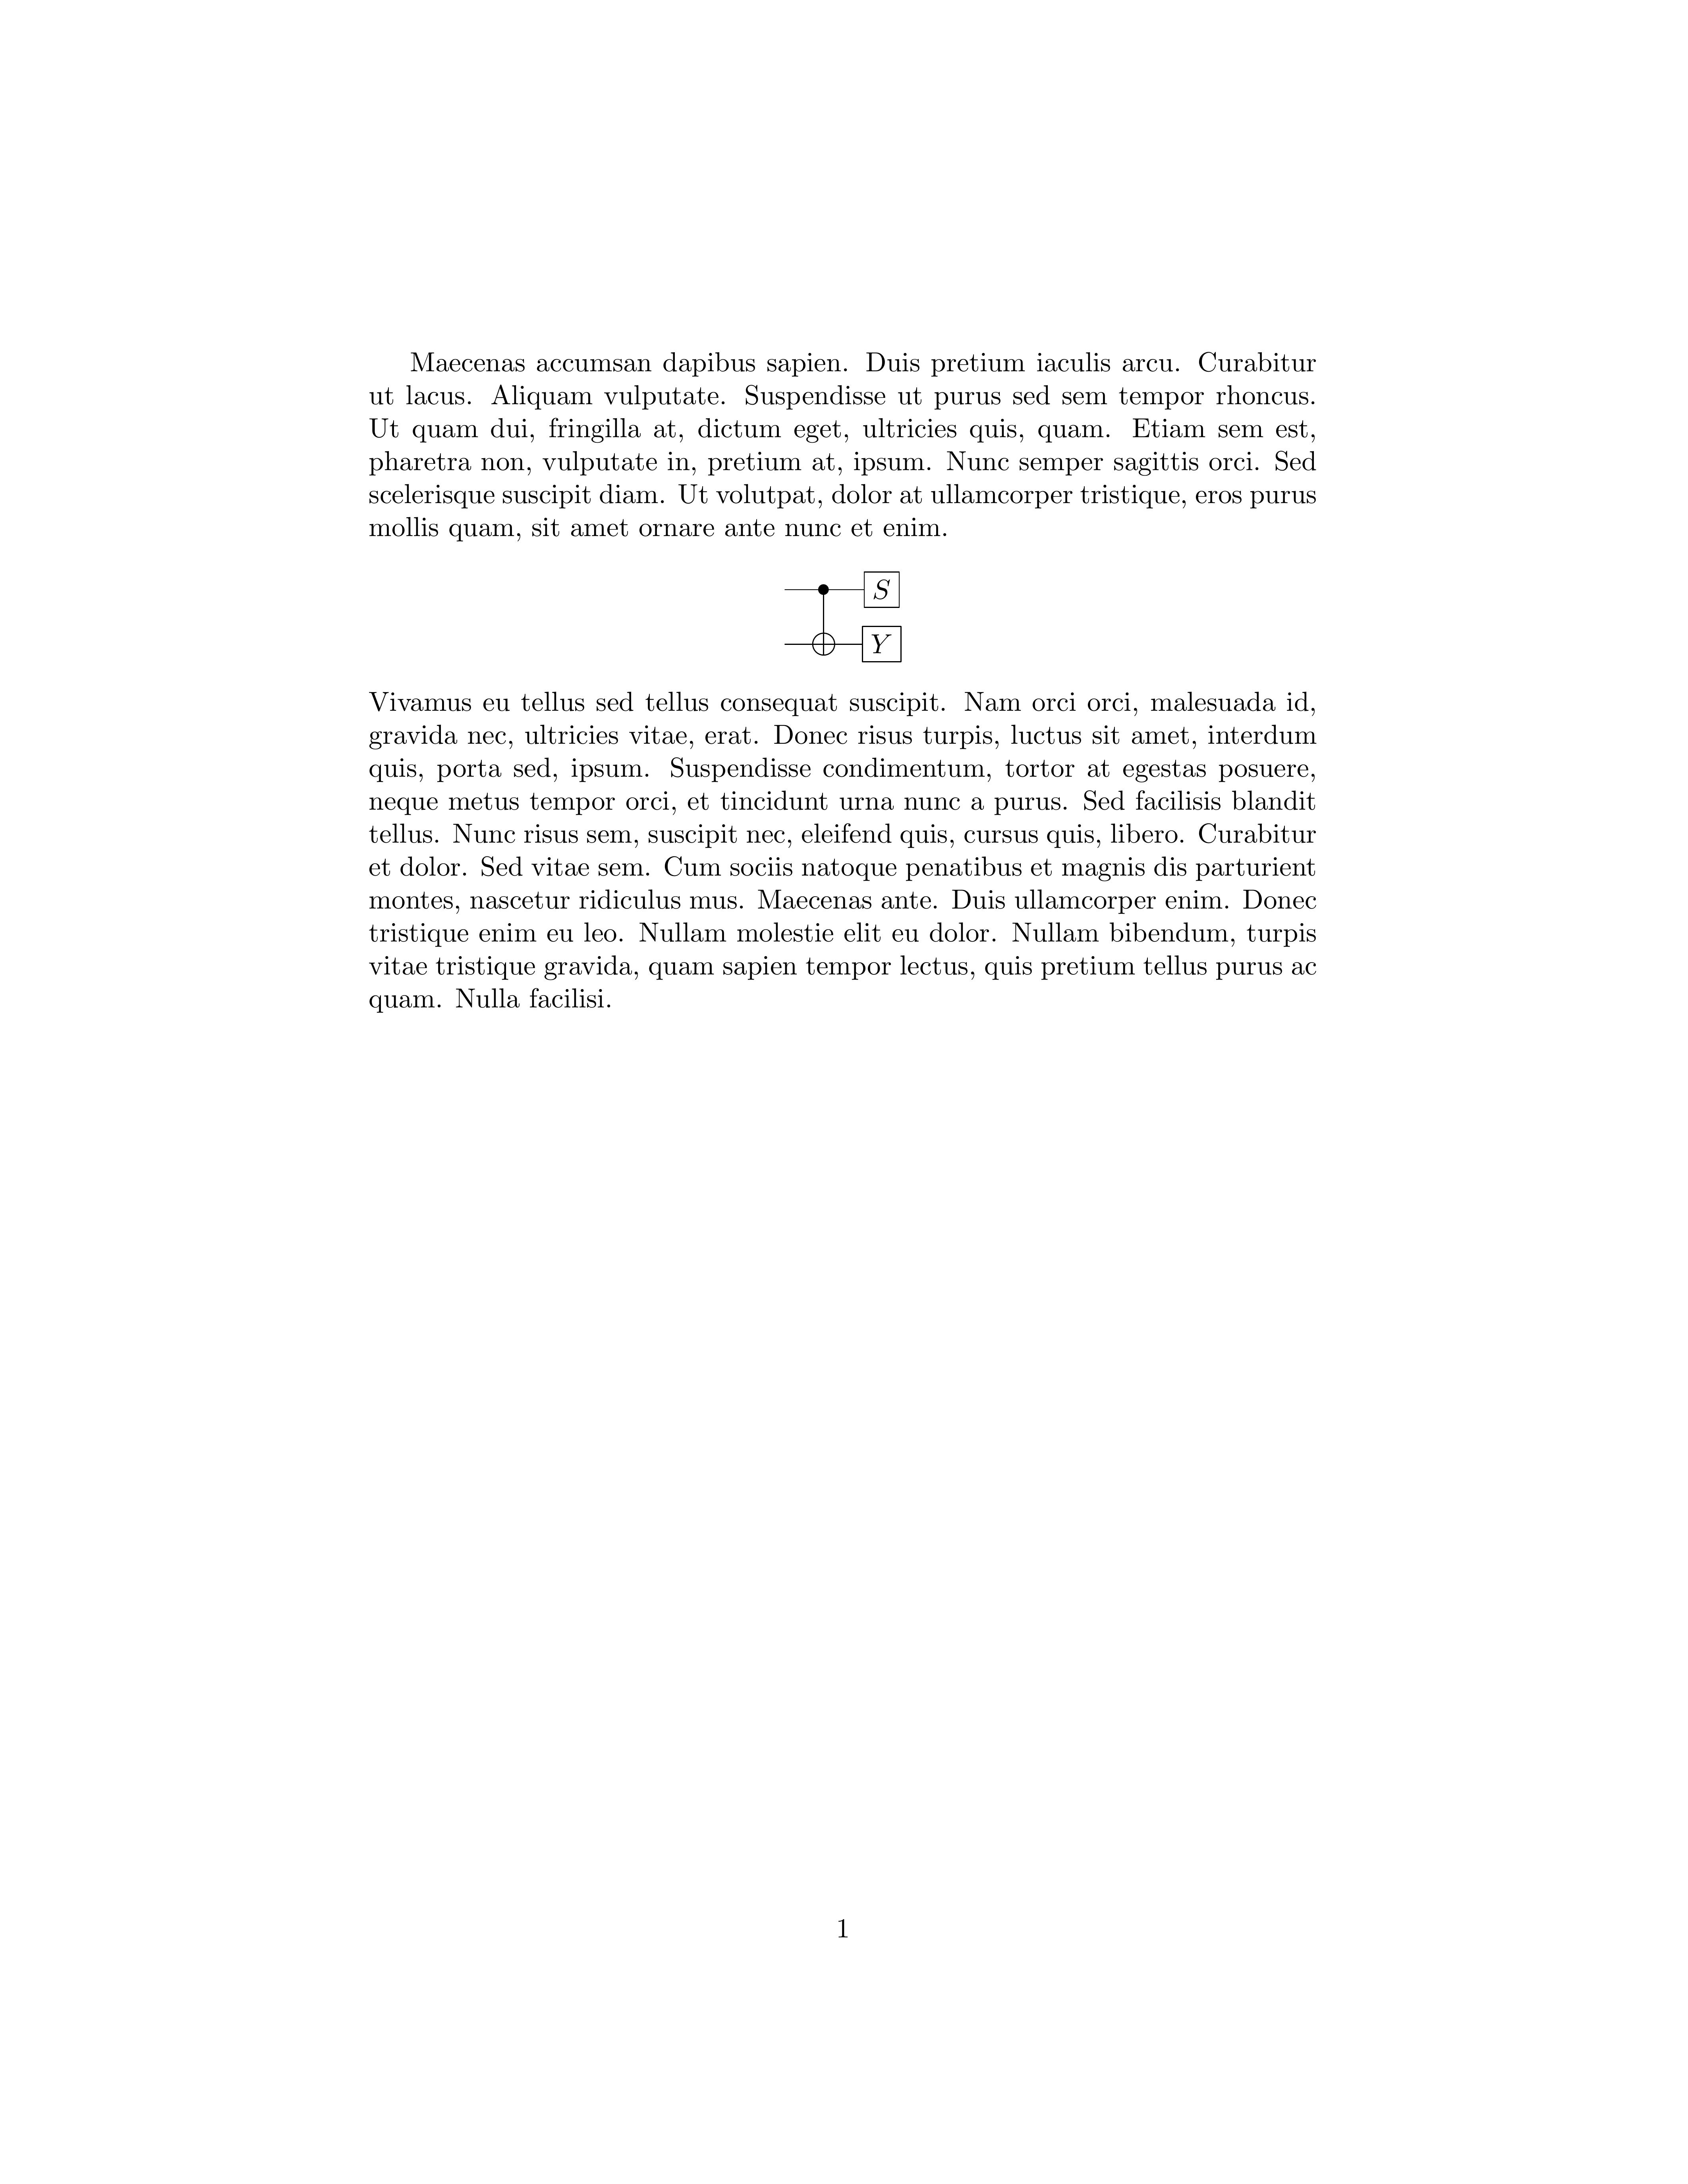 Maecenas accumsan dapibus sapien. Duis pretium iaculis arcu. Curabitur
ut lacus. Aliquam vulputate. Suspendisse ut purus sed sem tempor rhoncus.
Ut quam dui, fringilla at, dictum eget, ultricies quis, quam. Etiam sem est,
pharetra non, vulputate in, pretium at, ipsum. Nunc semper sagittis orci. Sed
scelerisque suscipit diam. Ut volutpat, dolor at ullamcorper tristique, eros purus
mollis quam, sit amet ornare ante nunc et enim.
S
Y
Vivamus eu tellus sed tellus consequat suscipit. Nam orci orci, malesuada id,
gravida nec, ultricies vitae, erat. Donec risus turpis, luctus sit amet, interdum
quis, porta sed, ipsum. Suspendisse condimentum, tortor at egestas posuere,
neque metus tempor orci, et tincidunt urna nunc a purus. Sed facilisis blandit
tellus. Nunc risus sem, suscipit nec, eleifend quis, cursus quis, libero. Curabitur
et dolor. Sed vitae sem. Cum sociis natoque penatibus et magnis dis parturient
montes, nascetur ridiculus mus. Maecenas ante. Duis ullamcorper enim. Donec
tristique enim eu leo. Nullam molestie elit eu dolor. Nullam bibendum, turpis
vitae tristique gravida, quam sapien tempor lectus, quis pretium tellus purus ac
quam. Nulla facilisi.
1